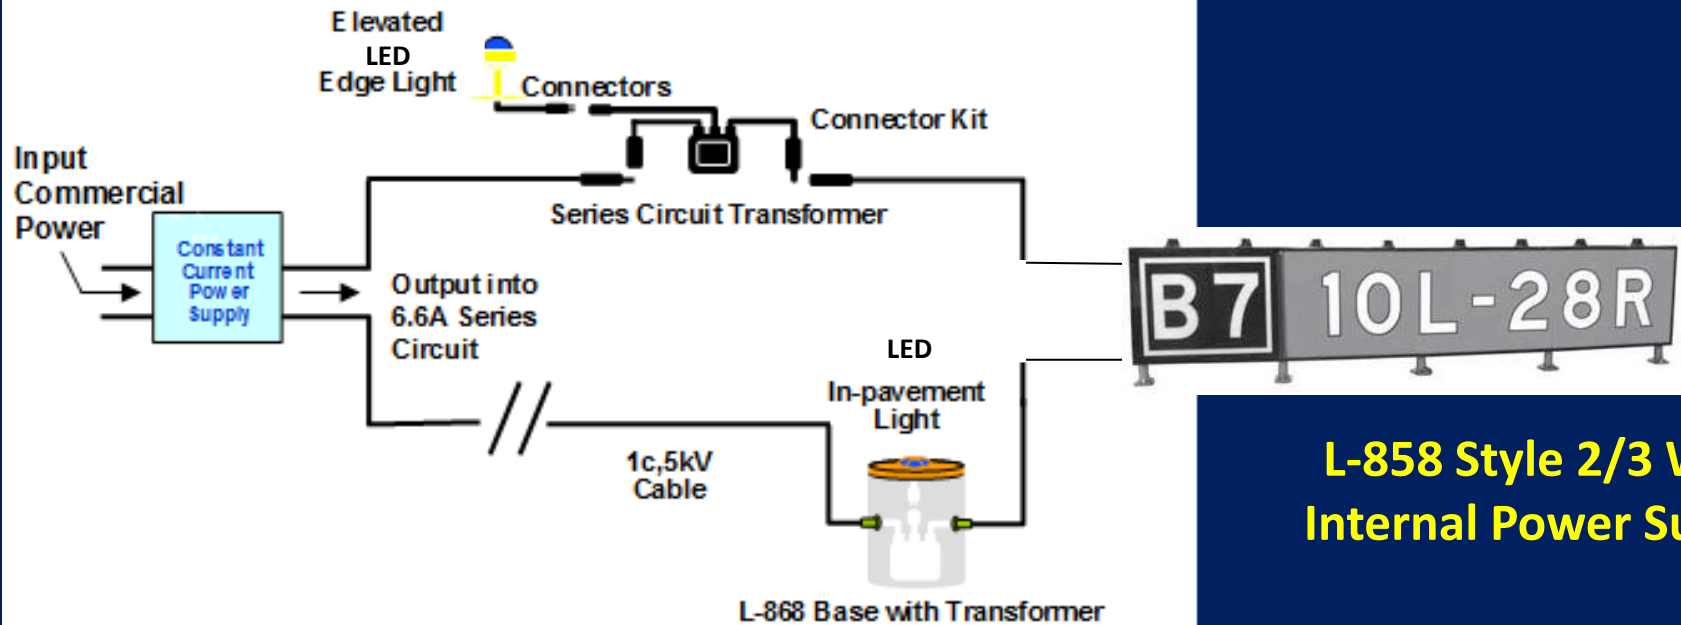 Elevated
LED
Edge Light
Connectors
Connector Kit
Input
Commercial
Power
Series Circuit Transformer
Constant
Current
Power
Supply
Output into
6.6A Series
Circuit
B7 10L-28R
LED
In-pavement
Light
1c,5kV
Cable
L-858 Style 2/3
Internal Power
L-868 Base with Transformer